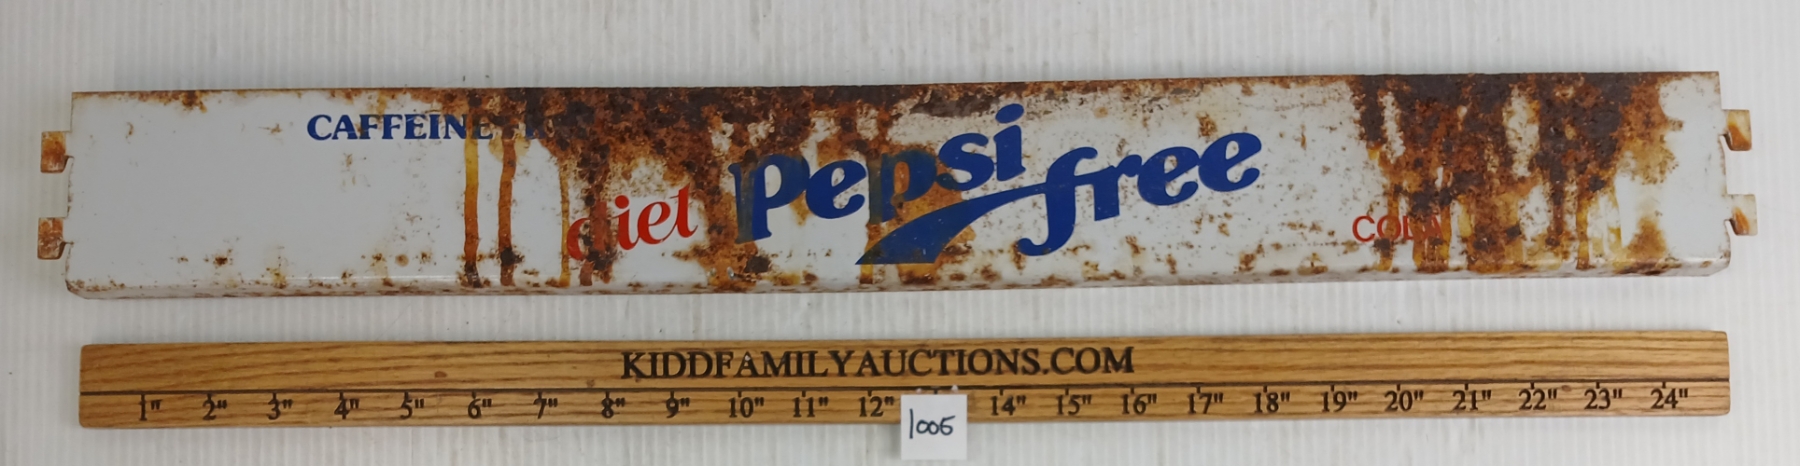 CAFFEINE
diet pepsi free
COLA
KIDDFAMILYAUCTIONS.COM
1" 2" 3" 4" 5" 6" 7" 8" 9" 10" 11" 12" 14" 15" 16" 17" 18" 19" 20" 21" 22" 23" 24"
1005